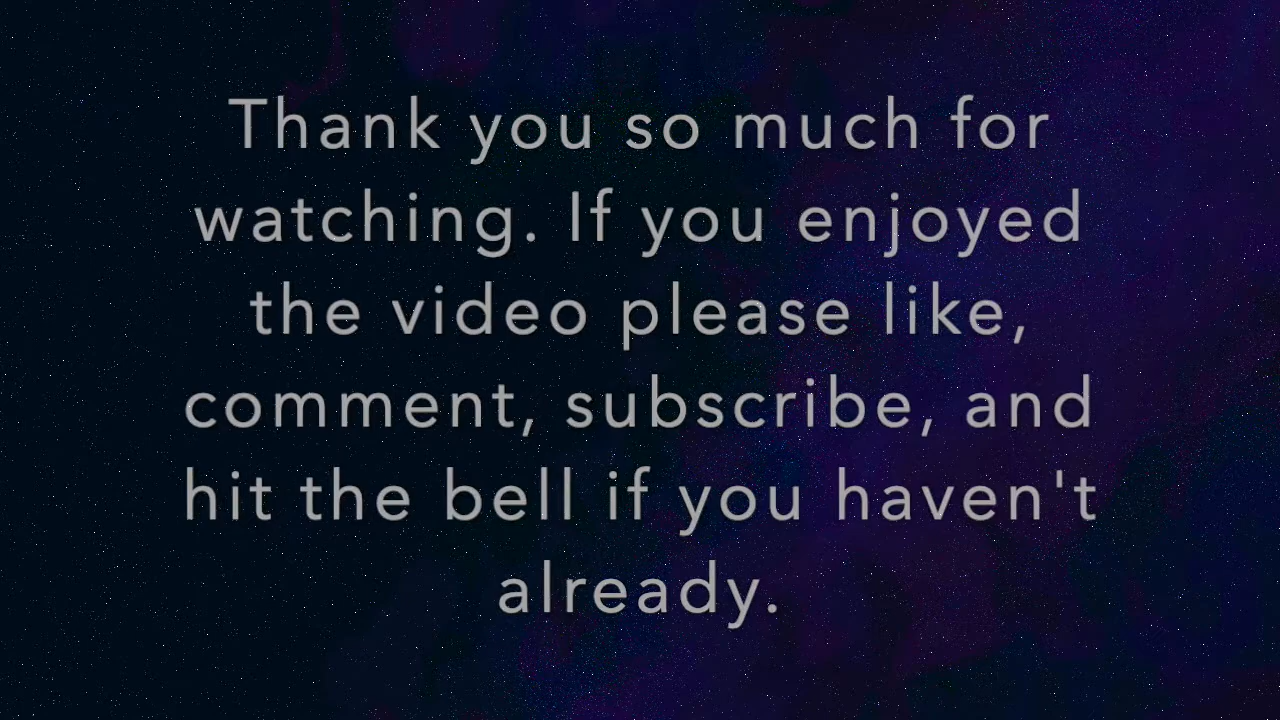 Thank you so much for
watching. If you enjoyed
the video please like,
comment, subscribe, and
hit the bell if you haven't
already.